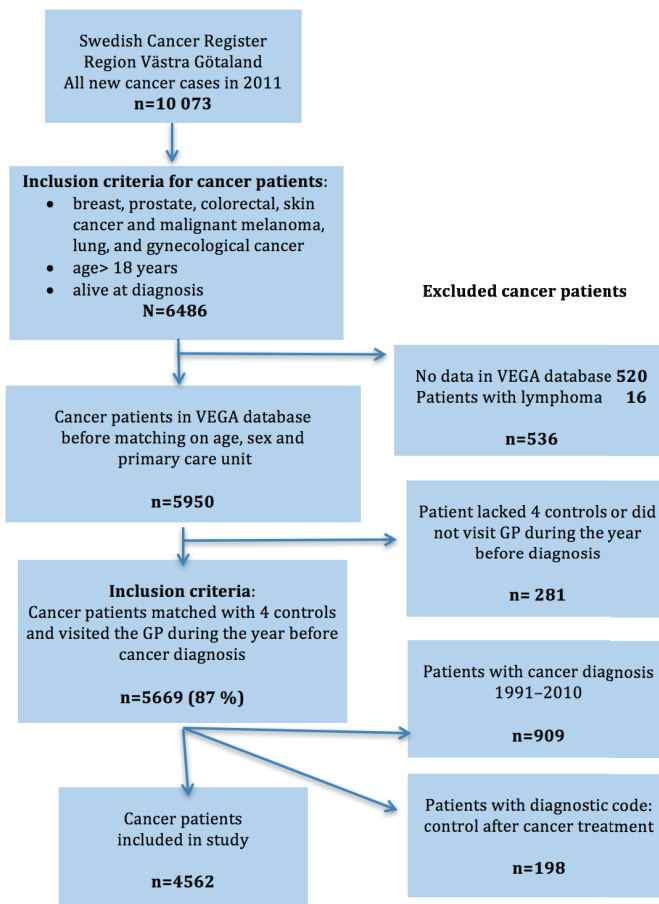 Swedish Cancer Register
Region Västra Götaland
All new cancer cases in 2011
n=10 073
Inclusion criteria for cancer patients:
• breast, prostate, colorectal, skin
cancer and malignant melanoma,
lung, and gynecological cancer
• age> 18 years
• alive at diagnosis
N=6486
Excluded cancer patients
No data in VEGA database 520
Patients with lymphoma 16
n=536
Cancer patients in VEGA database
before matching on age, sex and
primary care unit
n=5950
Patient lacked 4 controls or did
not visit GP during the year
before diagnosis
n= 281
Inclusion criteria:
Cancer patients matched with 4 controls
and visited the GP during the year before
cancer diagnosis
n=5669 (87 %)
Patients with cancer diagnosis
1991–2010
n=909
Cancer patients
included in study
n=4562
Patients with diagnostic code:
control after cancer treatment
n=198